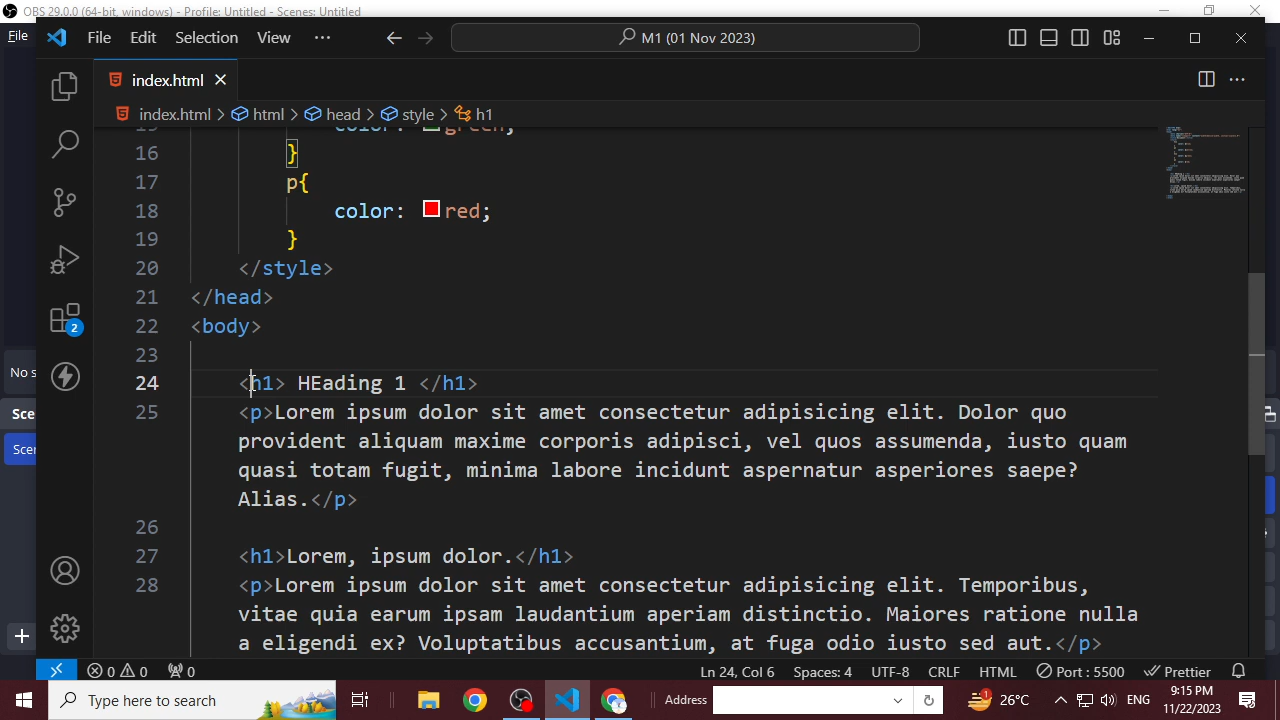 OBS 29.0.0 (64-bit, windows) - Profile: Untitled - Scenes: Untitled
File
File Edit Selection View ··· M1 (01 Nov 2023)
index.html
index.html > html > head > style > h1
15 color: green;
16 }
17 p{
18 color: red;
19 }
20 </style>
21 </head>
22 <body>
23
24 <h1> HEading 1 </h1>
25 <p>Lorem ipsum dolor sit amet consectetur adipisicing elit. Dolor quo
provident aliquam maxime corporis adipisci, vel quos assumenda, iusto quam
quasi totam fugit, minima labore incidunt aspernatur asperiores saepe?
Alias.</p>
26
27 <h1>Lorem, ipsum dolor.</h1>
28 <p>Lorem ipsum dolor sit amet consectetur adipisicing elit. Temporibus,
vitae quia earum ipsam laudantium aperiam distinctio. Maiores ratione nulla
a eligendi ex? Voluptatibus accusantium, at fuga odio iusto sed aut.</p>
No s
Sce
Scer
2
0 0 0 Ln 24, Col 6 Spaces: 4 UTF-8 CRLF HTML Port : 5500 Prettier
Type here to search Address 1 26°C ENG 9:15 PM
11/22/2023